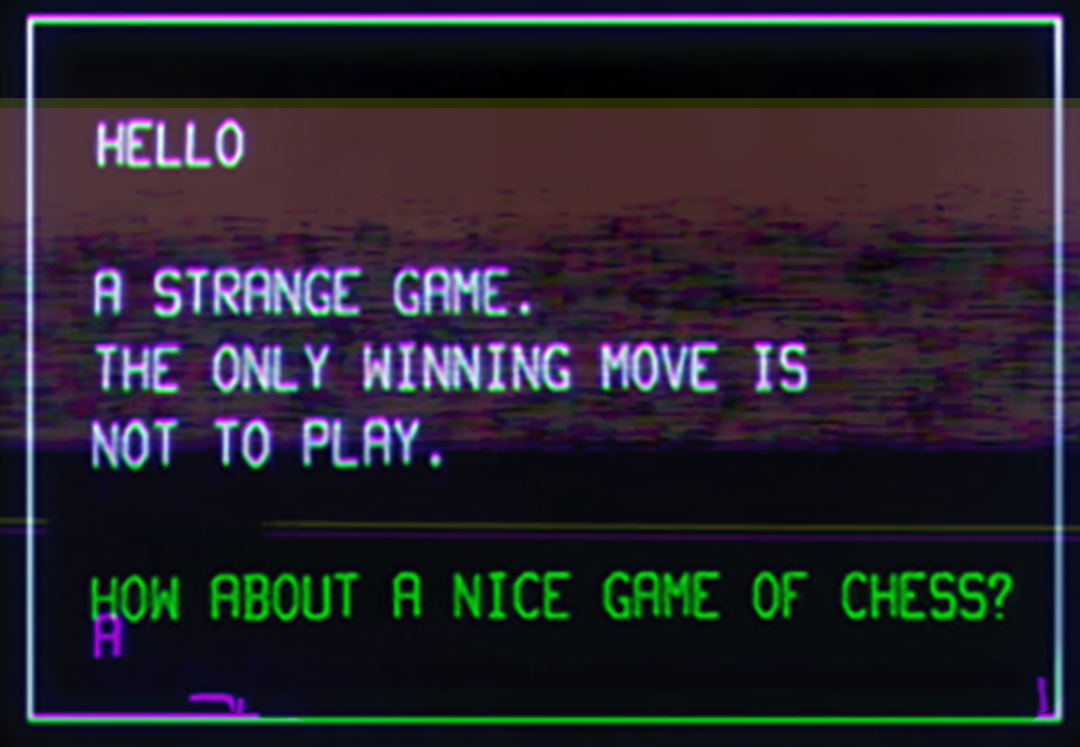 HELLO
A STRANGE GAME.
THE ONLY WINNING MOVE IS
NOT TO PLAY.
HOW ABOUT A NICE GAME OF CHESS?
A